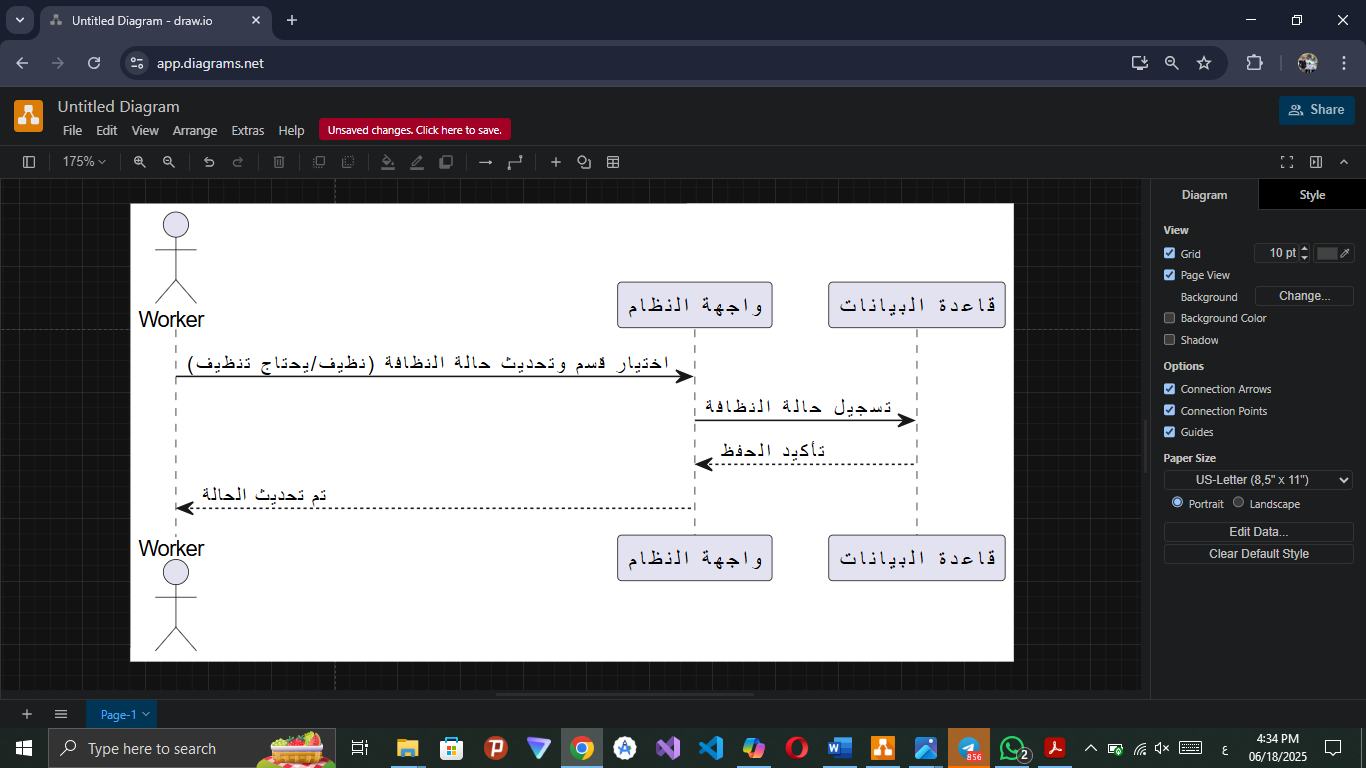 Untitled Diagram - draw.io
app.diagrams.net
Untitled Diagram
Share
File Edit View Arrange Extras Help
Unsaved changes. Click here to save.
175%
Diagram Style
View
Grid 10 pt
Page View
Background Change...
Background Color
Shadow
Options
Connection Arrows
Connection Points
Guides
Paper Size
US-Letter (8,5" x 11")
Portrait Landscape
Edit Data...
Clear Default Style
Worker
واجهة النظام
قاعدة البيانات
اختيار قسم وتحديث حالة النظافة (نظيف/يحتاج تنظيف)
تسجيل حالة النظافة
تأكيد الحفظ
تم تحديث الحالة
Worker
واجهة النظام
قاعدة البيانات
Page-1
Type here to search
856
2
ع
4:34 PM
06/18/2025